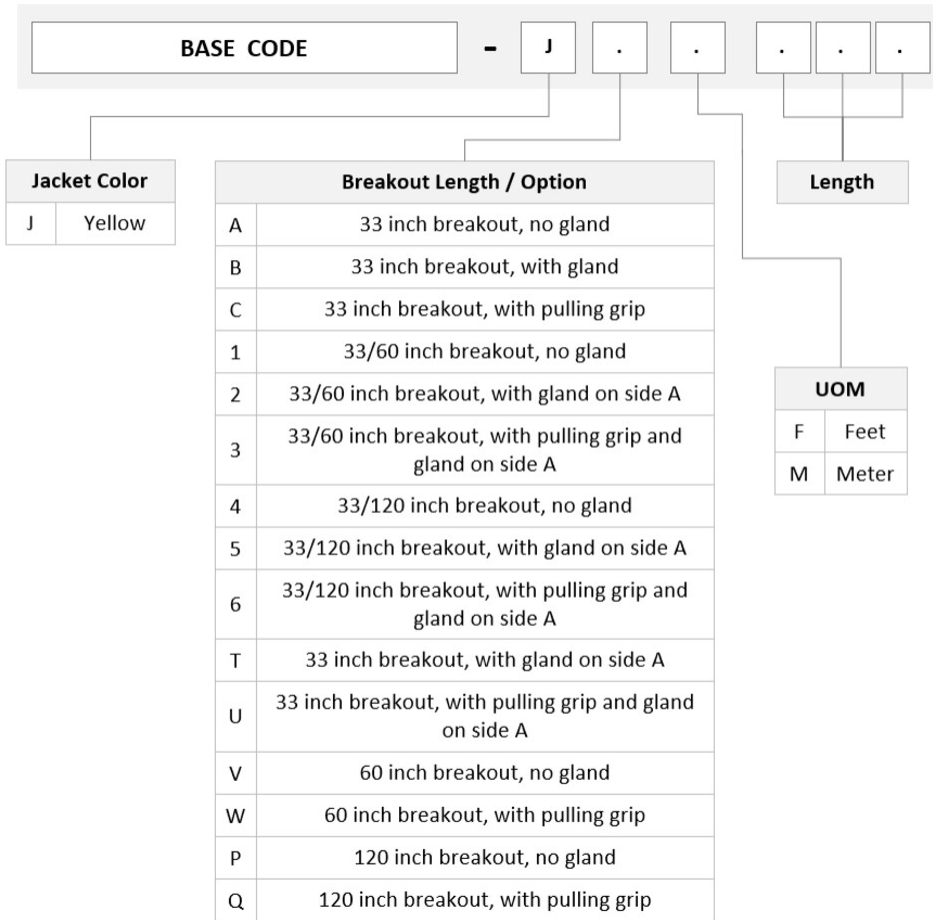 BASE CODE - J . . . . .
Jacket Color
J Yellow
Breakout Length / Option
A 33 inch breakout, no gland
B 33 inch breakout, with gland
C 33 inch breakout, with pulling grip
1 33/60 inch breakout, no gland
2 33/60 inch breakout, with gland on side A
3 33/60 inch breakout, with pulling grip and
gland on side A
4 33/120 inch breakout, no gland
5 33/120 inch breakout, with gland on side A
6 33/120 inch breakout, with pulling grip and
gland on side A
T 33 inch breakout, with gland on side A
U 33 inch breakout, with pulling grip and gland
on side A
V 60 inch breakout, no gland
W 60 inch breakout, with pulling grip
P 120 inch breakout, no gland
Q 120 inch breakout, with pulling grip
Length
UOM
F Feet
M Meter